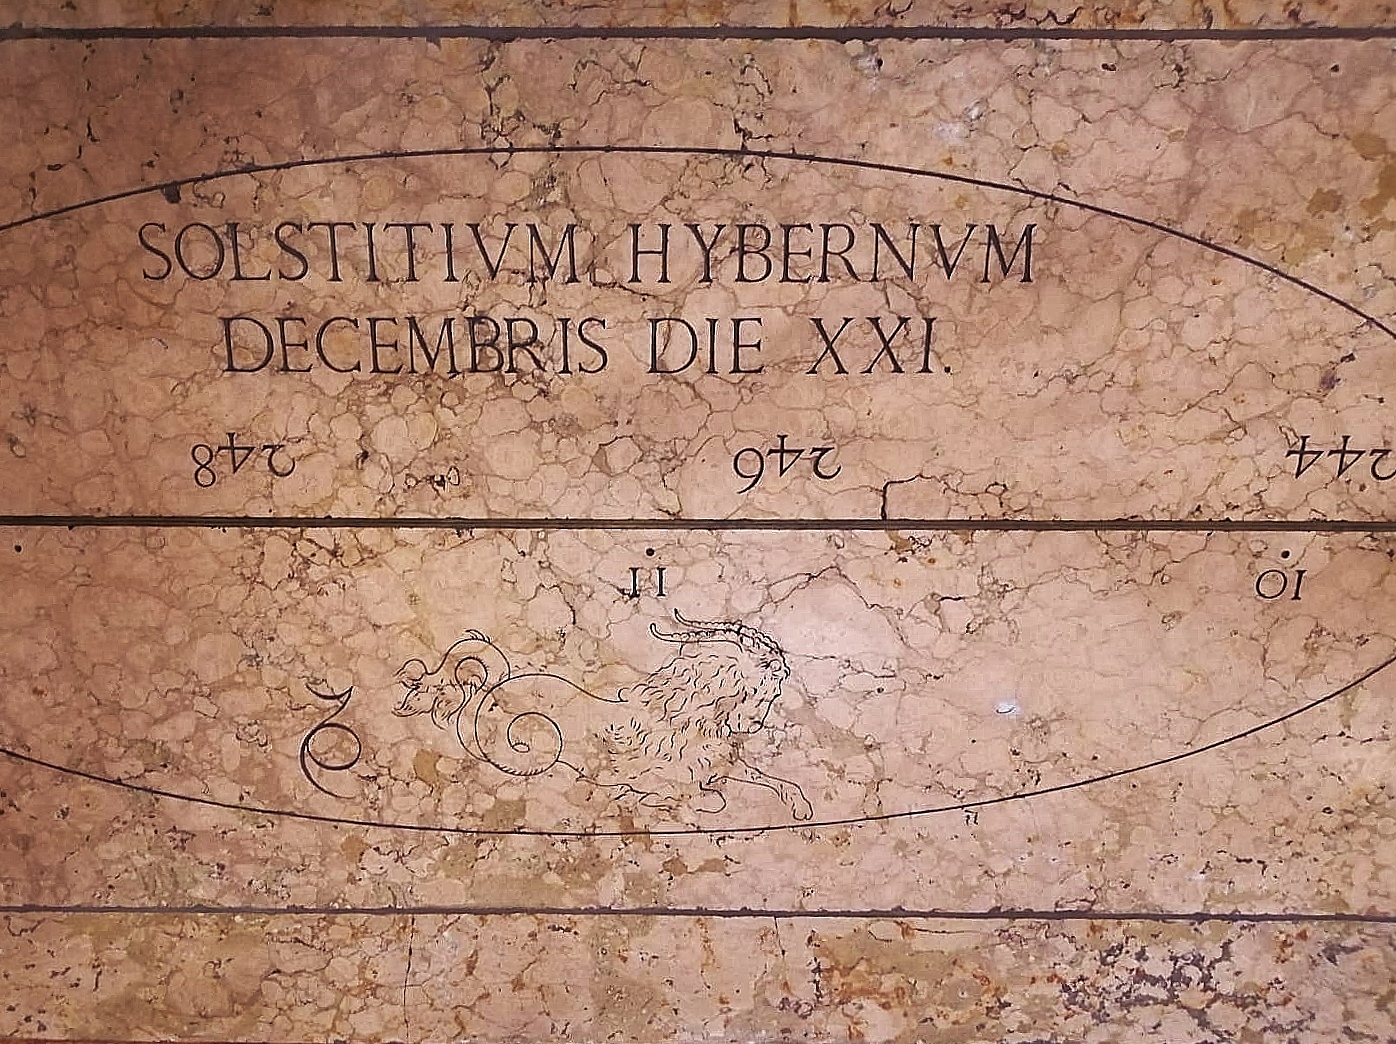 SOLSTITIVM HYBERNVM
DECEMBRIS DIE XXI.
248 246 244
11 10
♑